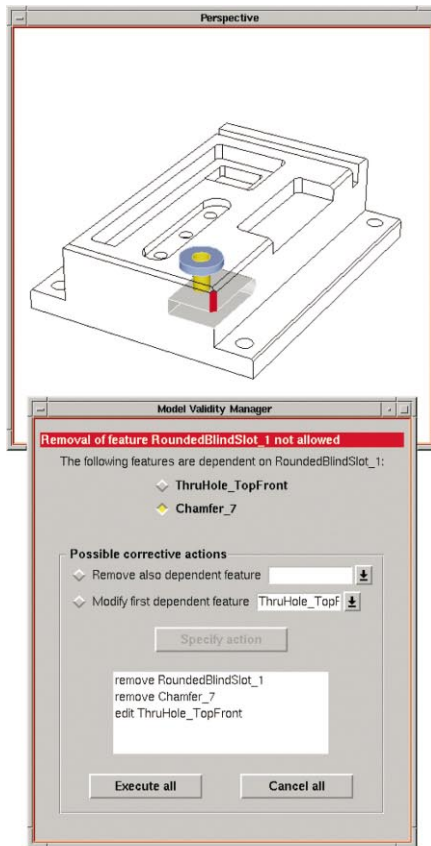 Perspective
Model Validity Manager
Removal of feature RoundedBlindSlot_1 not allowed
The following features are dependent on RoundedBlindSlot_1:
ThruHole_TopFront
Chamfer_7
Possible corrective actions
Remove also dependent feature
Modify first dependent feature ThruHole_TopF
Specify action
remove RoundedBlindSlot_1
remove Chamfer_7
edit ThruHole_TopFront
Execute all Cancel all